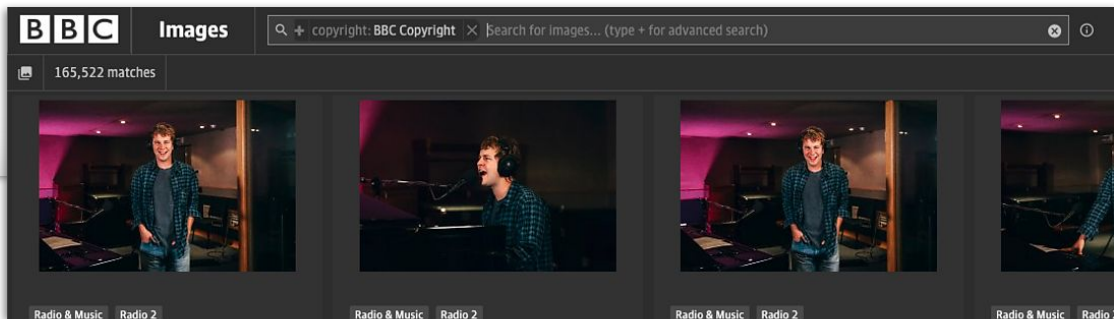 BBC Images + copyright: BBC Copyright × Search for images... (type + for advanced search)
165,522 matches
Radio & Music Radio 2 Radio & Music Radio 2 Radio & Music Radio 2 Radio & Music